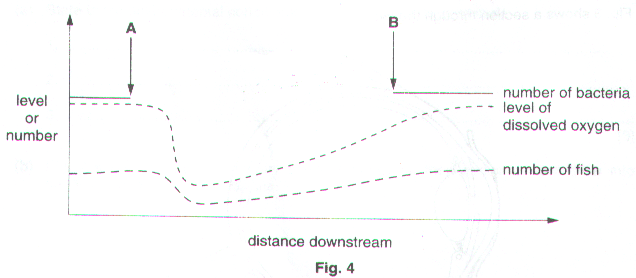 A
B
level
or
number
number of bacteria
level of
dissolved oxygen
number of fish
distance downstream
Fig. 4